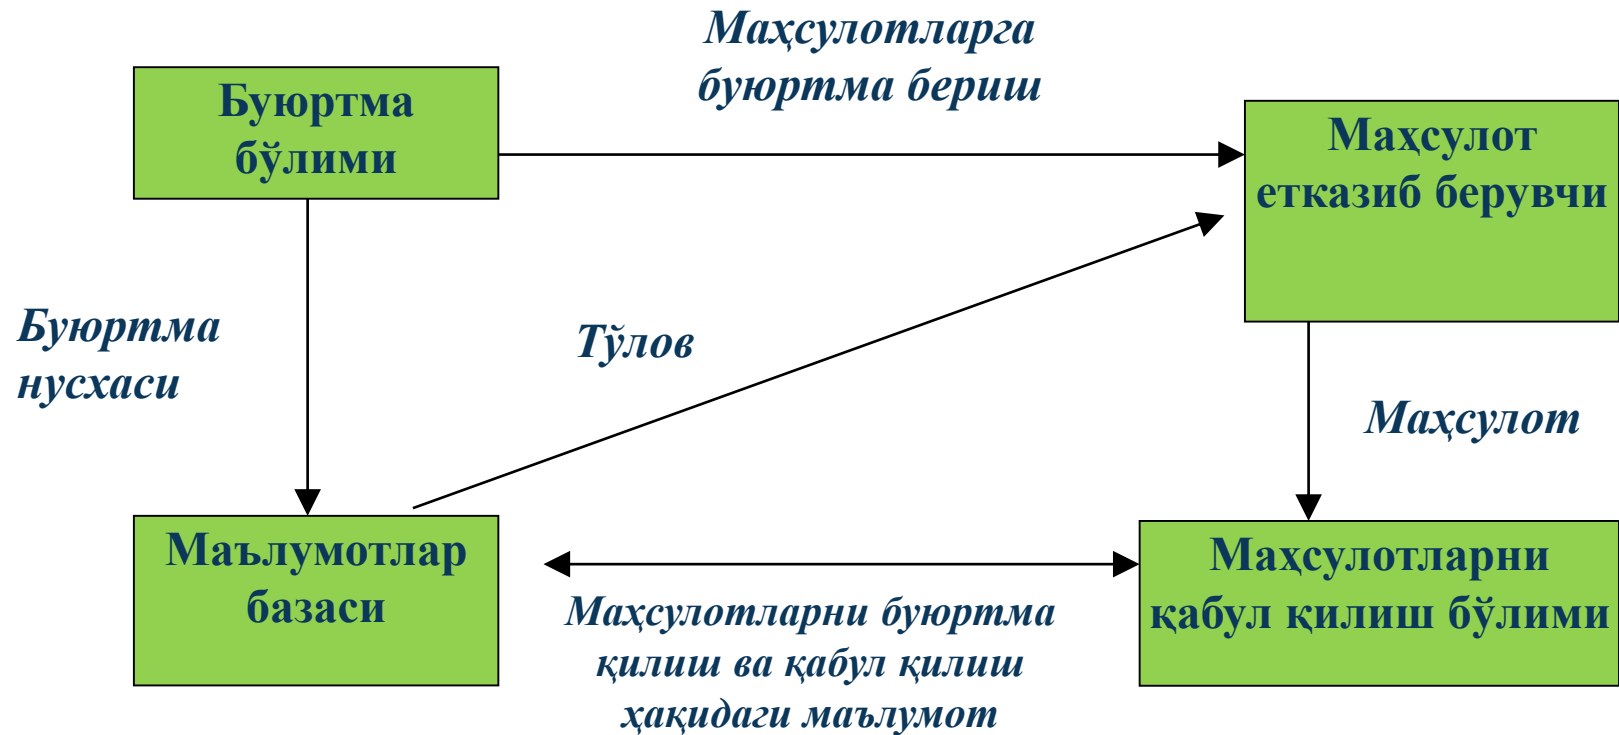 Маҳсулотларга
буюртма бериш
Буюртма
бўлими
Маҳсулот
етказиб берувчи
Буюртма
нусхаси
Тўлов
Маҳсулот
Маълумотлар
базаси
Маҳсулотларни
қабул қилиш бўлими
Маҳсулотларни буюртма
қилиш ва қабул қилиш
ҳақидаги маълумот